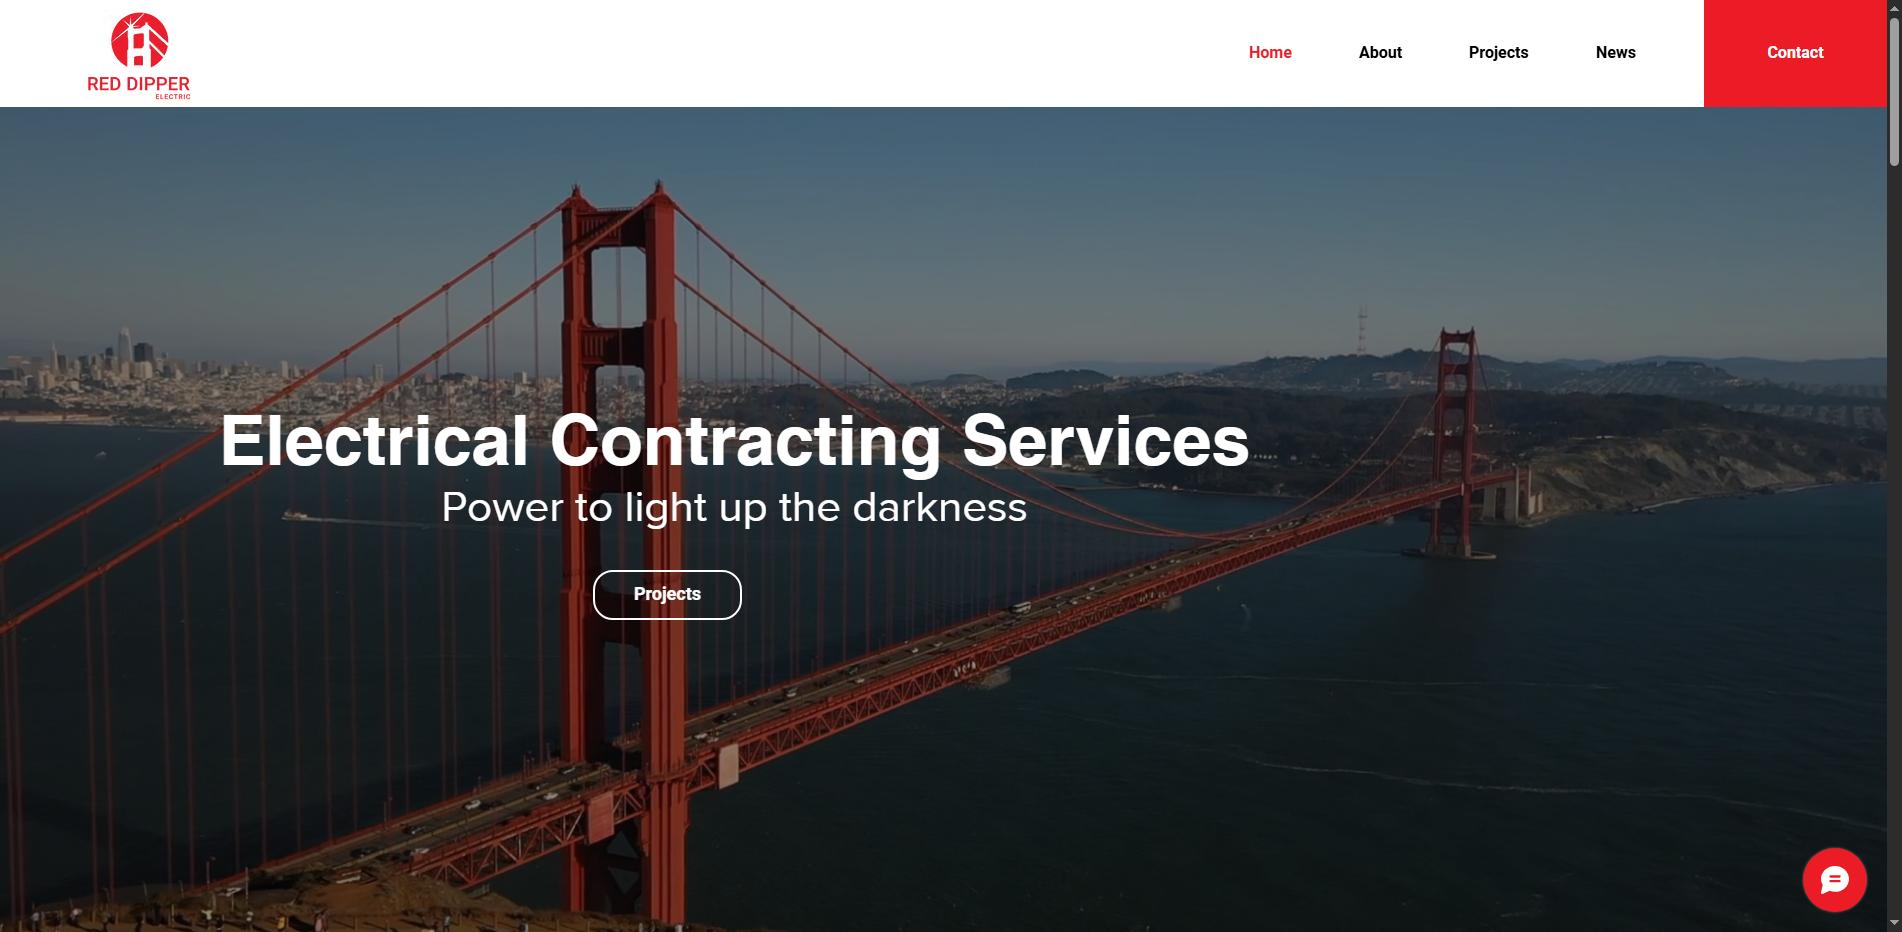 RED DIPPER
ELECTRIC
Home
About
Projects
News
Contact
Electrical Contracting Services
Power to light up the darkness
Projects